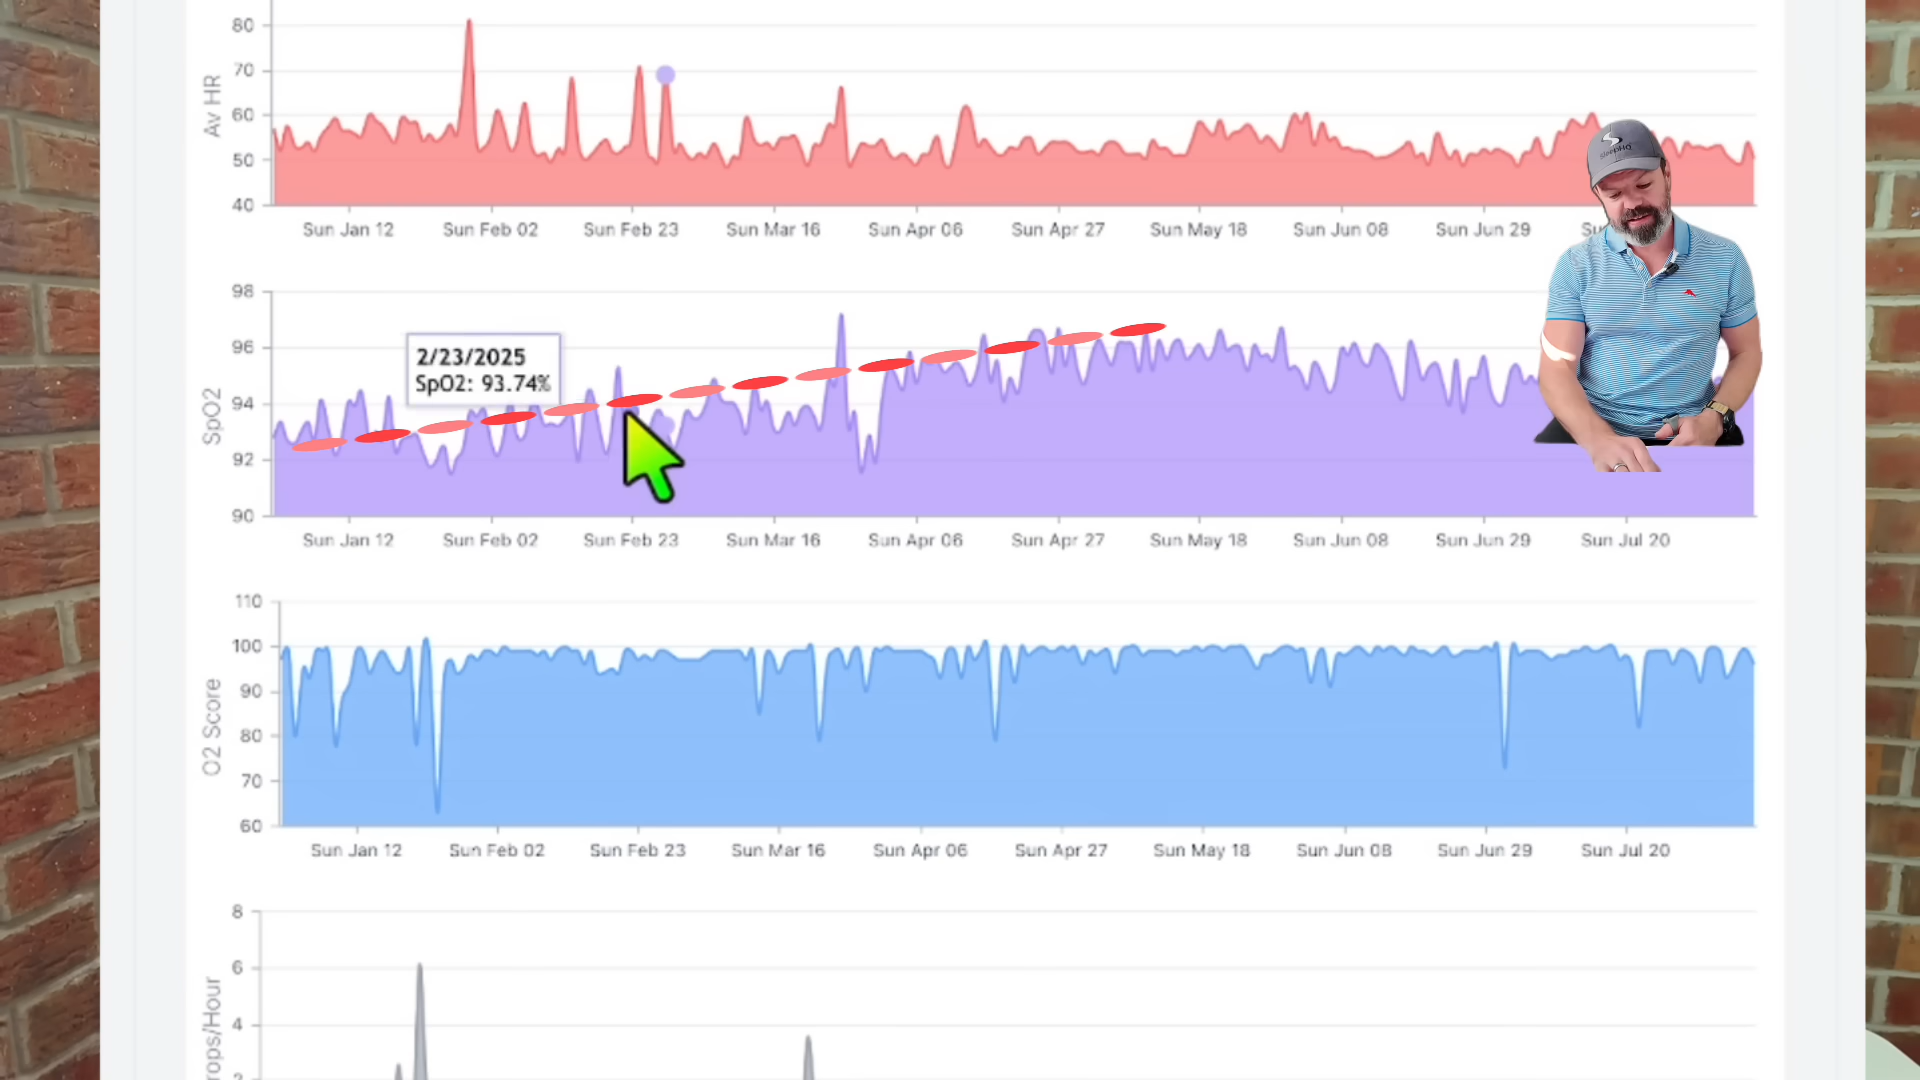 80
70
60
50
40
Av HR
Sun Jan 12 Sun Feb 02 Sun Feb 23 Sun Mar 16 Sun Apr 06 Sun Apr 27 Sun May 18 Sun Jun 08 Sun Jun 29
98
96
94
92
90
SpO2
2/23/2025
SpO2: 93.74%
SleepHQ
Sun Jan 12 Sun Feb 02 Sun Feb 23 Sun Mar 16 Sun Apr 06 Sun Apr 27 Sun May 18 Sun Jun 08 Sun Jun 29 Sun Jul 20
110
100
90
80
70
60
O2 Score
Sun Jan 12 Sun Feb 02 Sun Feb 23 Sun Mar 16 Sun Apr 06 Sun Apr 27 Sun May 18 Sun Jun 08 Sun Jun 29 Sun Jul 20
8
6
4
rops/Hour